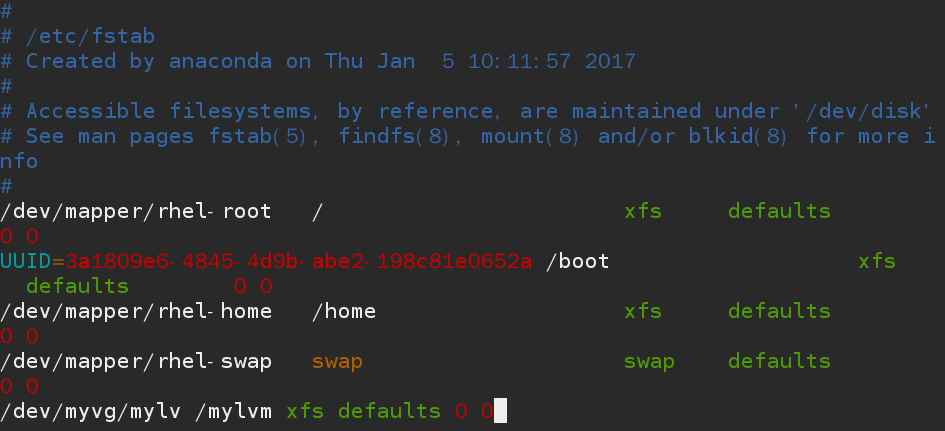 #
# /etc/fstab
# Created by anaconda on Thu Jan  5 10:11:57 2017
#
# Accessible filesystems, by reference, are maintained under '/dev/disk'
# See man pages fstab(5), findfs(8), mount(8) and/or blkid(8) for more i
nfo
#
/dev/mapper/rhel-root   /                       xfs     defaults
0 0
UUID=3a1809e6-4845-4d9b-abe2-198c81e0652a /boot                   xfs
  defaults        0 0
/dev/mapper/rhel-home   /home                   xfs     defaults
0 0
/dev/mapper/rhel-swap   swap                    swap    defaults
0 0
/dev/myvg/mylv /mylvm xfs defaults 0 0